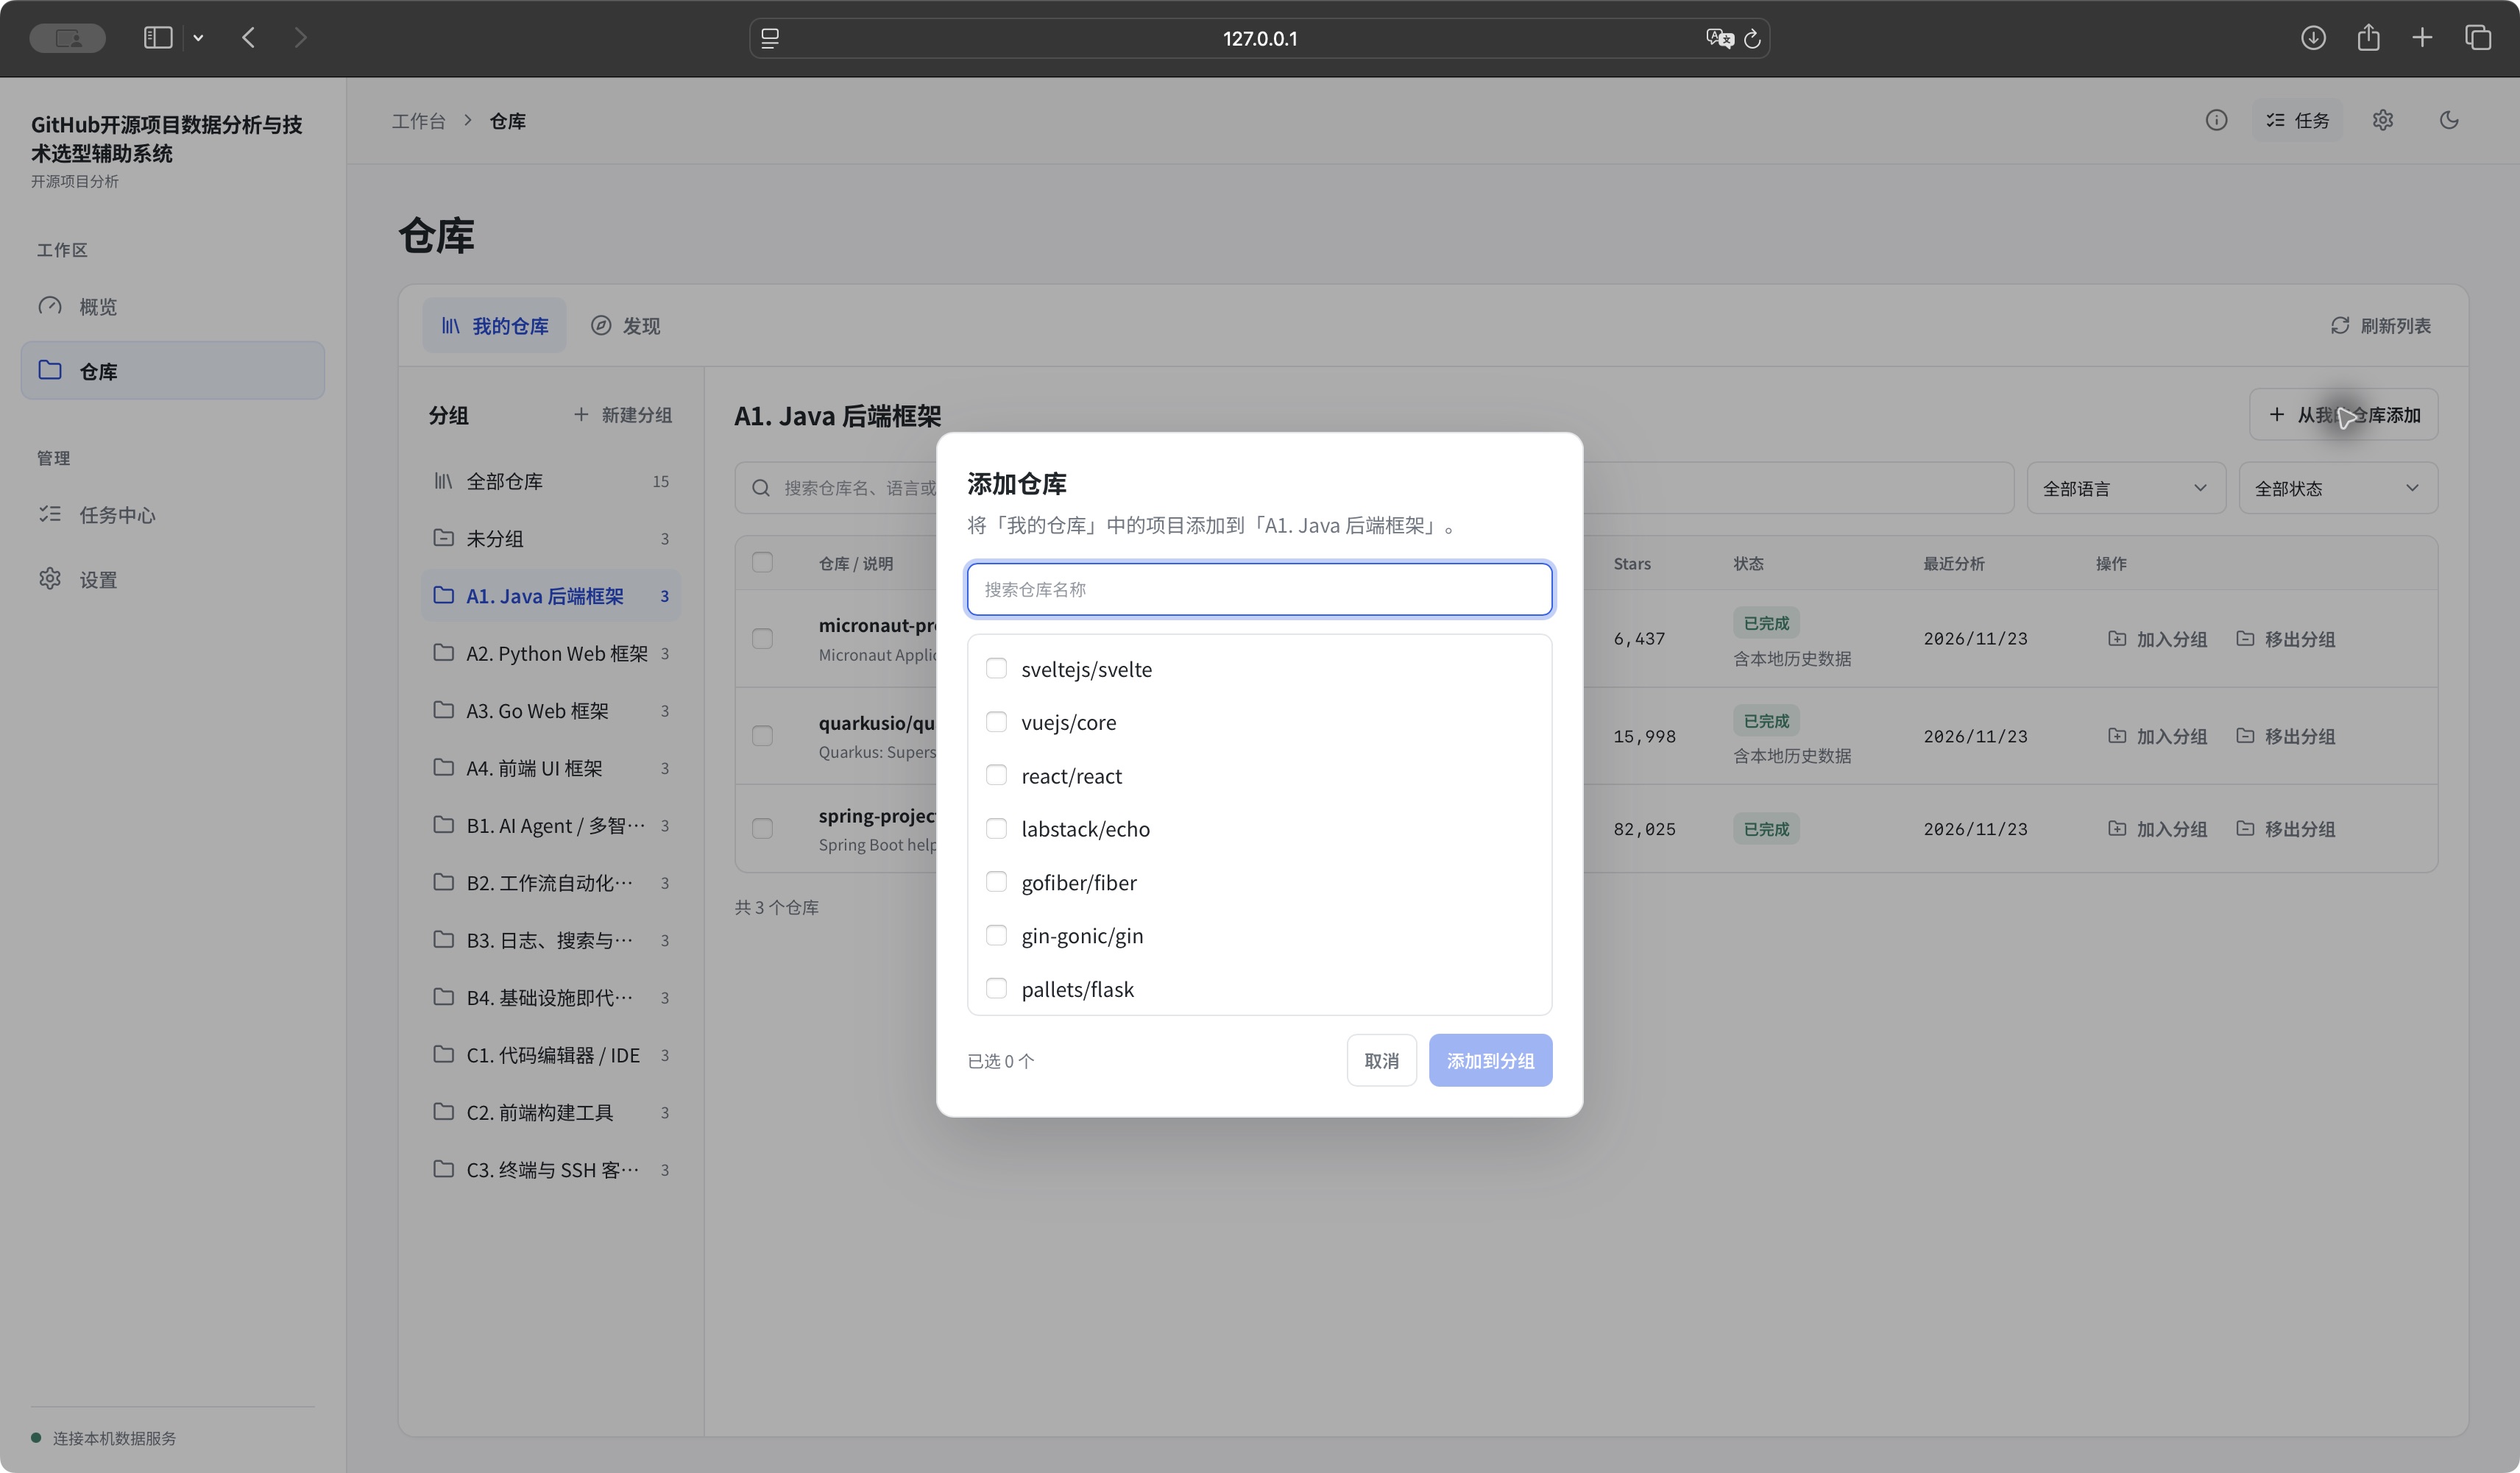 127.0.0.1
GitHub开源项目数据分析与技
术选型辅助系统
开源项目分析
工作区
概览
仓库
管理
任务中心
设置
连接本机数据服务
工作台 > 仓库
任务
仓库
我的仓库
发现
刷新列表
分组
新建分组
全部仓库 15
未分组 3
A1. Java 后端框架 3
A2. Python Web 框架 3
A3. Go Web 框架 3
A4. 前端 UI 框架 3
B1. AI Agent / 多智… 3
B2. 工作流自动化… 3
B3. 日志、搜索与… 3
B4. 基础设施即代… 3
C1. 代码编辑器 / IDE 3
C2. 前端构建工具 3
C3. 终端与 SSH 客… 3
A1. Java 后端框架
从我的仓库添加
搜索仓库名、语言或
全部语言
全部状态
仓库 / 说明 Stars 状态 最近分析 操作
micronaut-pr 6,437 已完成 2026/11/23 加入分组 移出分组
Micronaut Applic 含本地历史数据
quarkusio/qu 15,998 已完成 2026/11/23 加入分组 移出分组
Quarkus: Supers 含本地历史数据
spring-projec 82,025 已完成 2026/11/23 加入分组 移出分组
Spring Boot help
共 3 个仓库
添加仓库
将「我的仓库」中的项目添加到「A1. Java 后端框架」。
搜索仓库名称
sveltejs/svelte
vuejs/core
react/react
labstack/echo
gofiber/fiber
gin-gonic/gin
pallets/flask
已选 0 个
取消
添加到分组